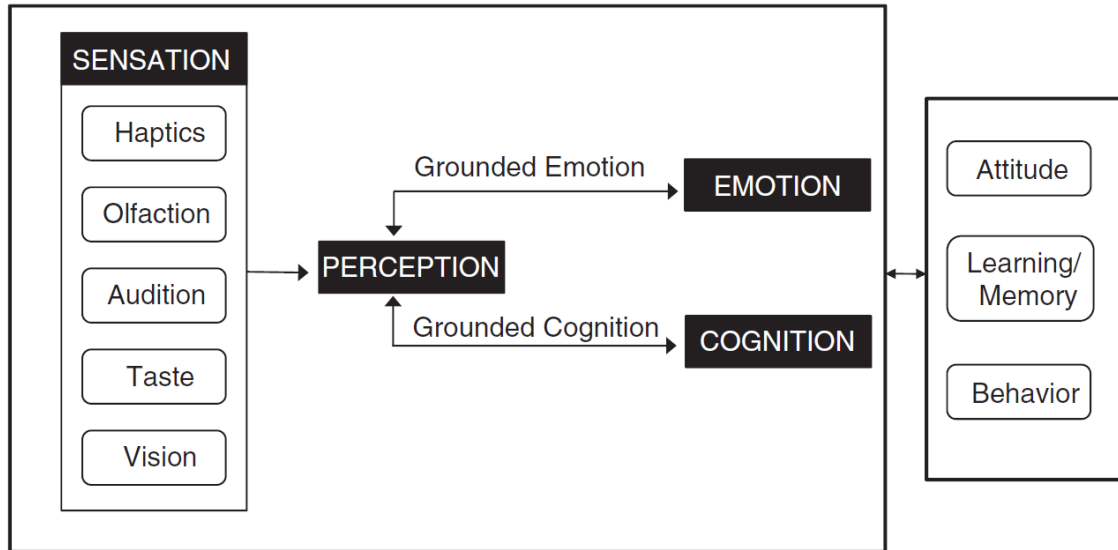 SENSATION
Haptics
Olfaction
Audition
Taste
Vision
PERCEPTION
Grounded Emotion
EMOTION
Grounded Cognition
COGNITION
Attitude
Learning/
Memory
Behavior